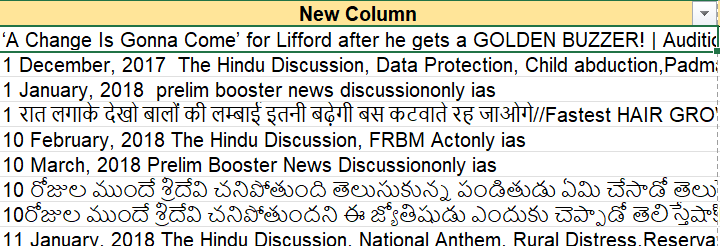 New Column
‘A Change Is Gonna Come’ for Lifford after he gets a GOLDEN BUZZER! | Auditio
1 December, 2017 The Hindu Discussion, Data Protection, Child abduction,Padma
1 January, 2018 prelim booster news discussiononly ias
1 रात लगाके देखो बालों की लम्बाई इतनी बढ़ेगी बस कटवाते रह जाओगे//Fastest HAIR GRO
10 February, 2018 The Hindu Discussion, FRBM Actonly ias
10 March, 2018 Prelim Booster News Discussiononly ias
10 రోజుల ముందే శ్రీదేవి చనిపోతుంది తెలుసుకున్న పండితుడు ఏమి చేసాడో తెలు
10రోజుల ముందే శ్రీదేవి చనిపోతుందని ఈ జ్యోతిషుడు ఎందుకు చెప్పాడో తెలిస్తేషాక్
11 January, 2018 The Hindu Discussion, National Anthem, Rural Distress,Reserva